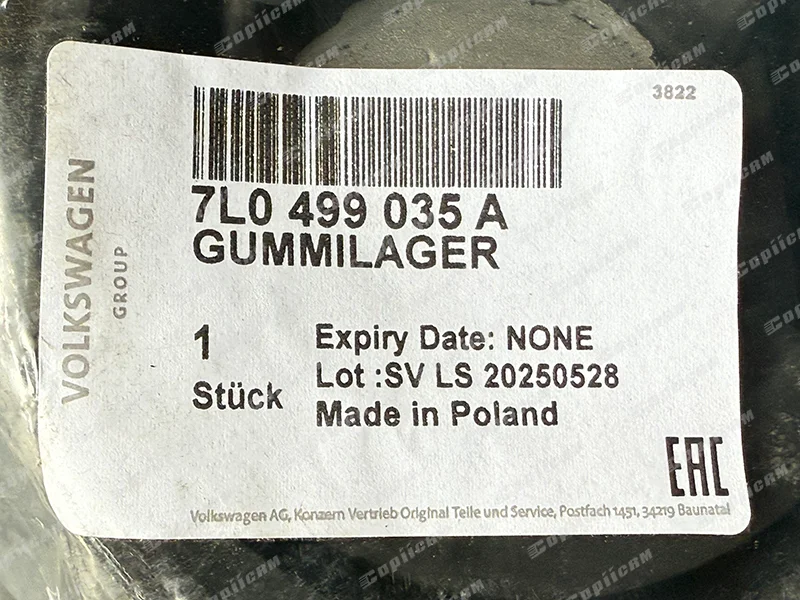 3822
7L0 499 035 A
GUMMILAGER
VOLKSWAGEN
GROUP
1
Stück
Expiry Date: NONE
Lot :SV LS 20250528
Made in Poland
EAC
Volkswagen AG, Konzern Vertrieb Original Teile und Service, Postfach 1451, 34219 Baunatal
CopiiCRM